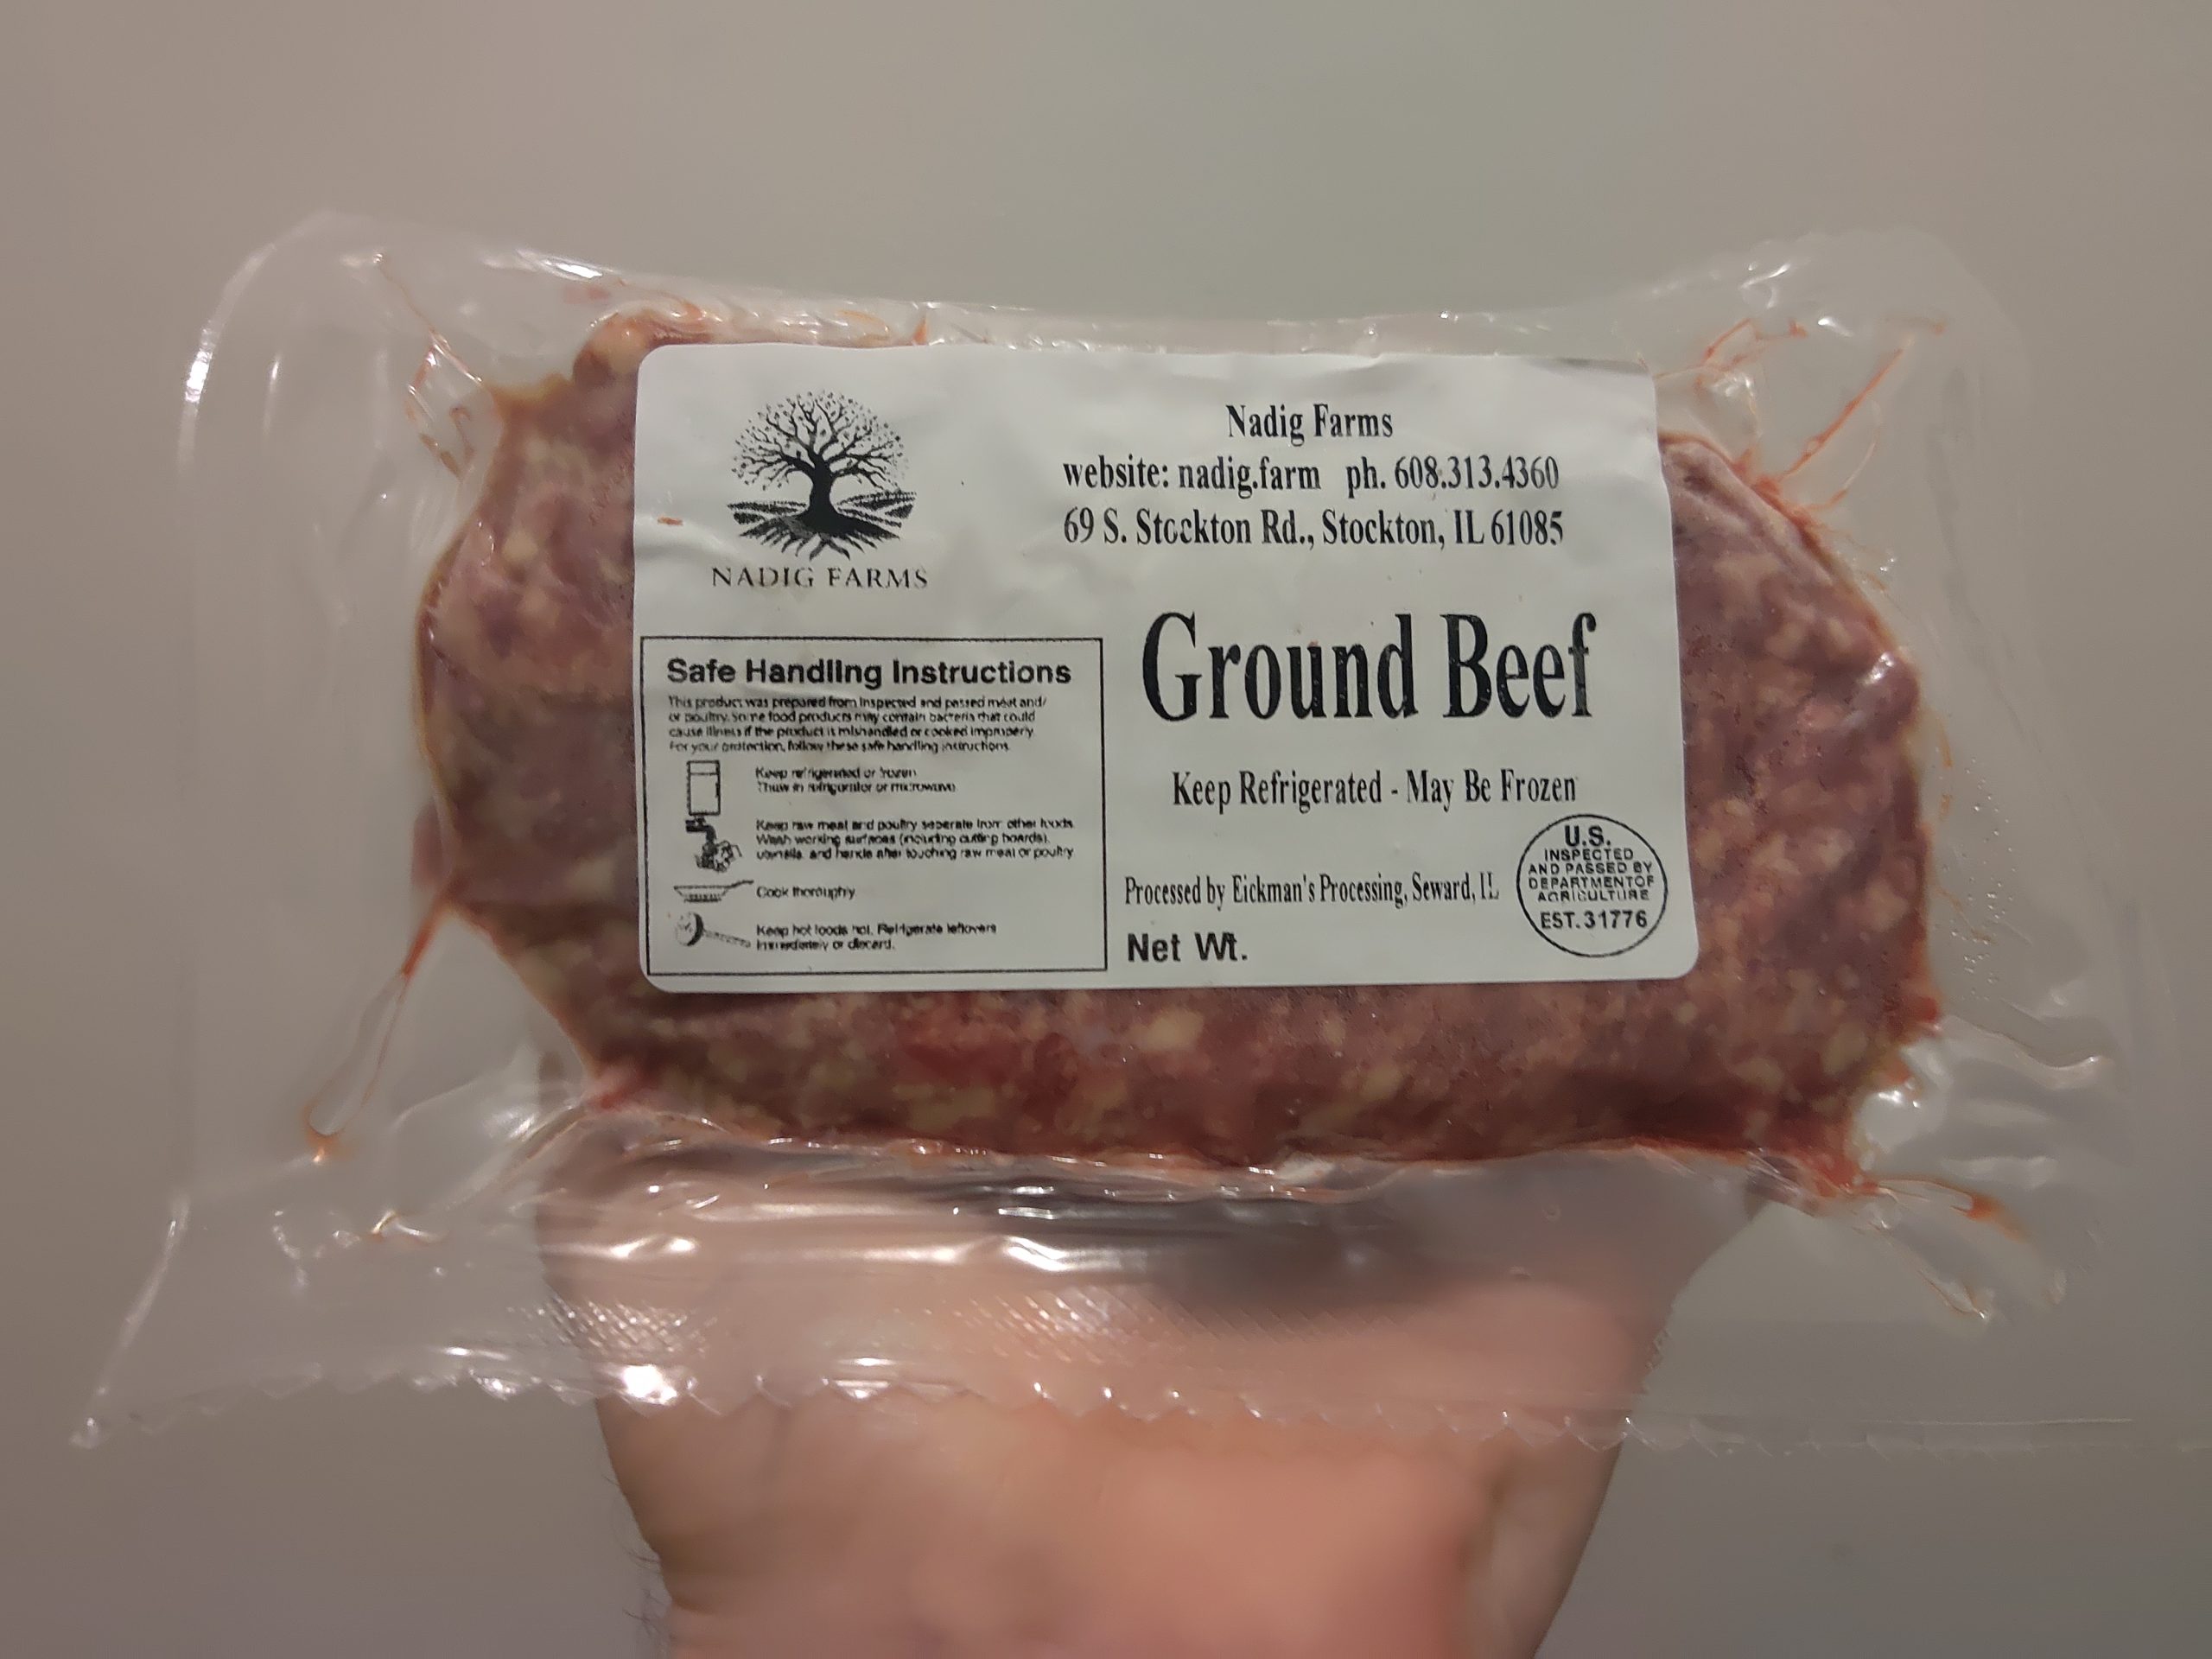 Nadig Farms
website: nadig.farm ph. 608.313.4360
69 S. Stockton Rd., Stockton, IL 61085
NADIG FARMS
Ground Beef
Keep Refrigerated - May Be Frozen
Safe Handling Instructions
This product was prepared from inspected and passed meat and/
or poultry. Some food products may contain bacteria that could
cause illness if the product is mishandled or cooked improperly.
For your protection, follow these safe handling instructions.
Keep refrigerated or frozen
Thaw in refrigerator or microwave
Keep raw meat and poultry seperate from other foods.
Wash working surfaces (including cutting boards),
utensils, and hands after touching raw meat or poultry
Cook thoroughly
Keep hot foods hot. Refrigerate leftovers
immediately or discard.
Processed by Eickman's Processing, Seward, IL
Net Wt.
U.S.
INSPECTED
AND PASSED BY
DEPARTMENT OF
AGRICULTURE
EST. 31776